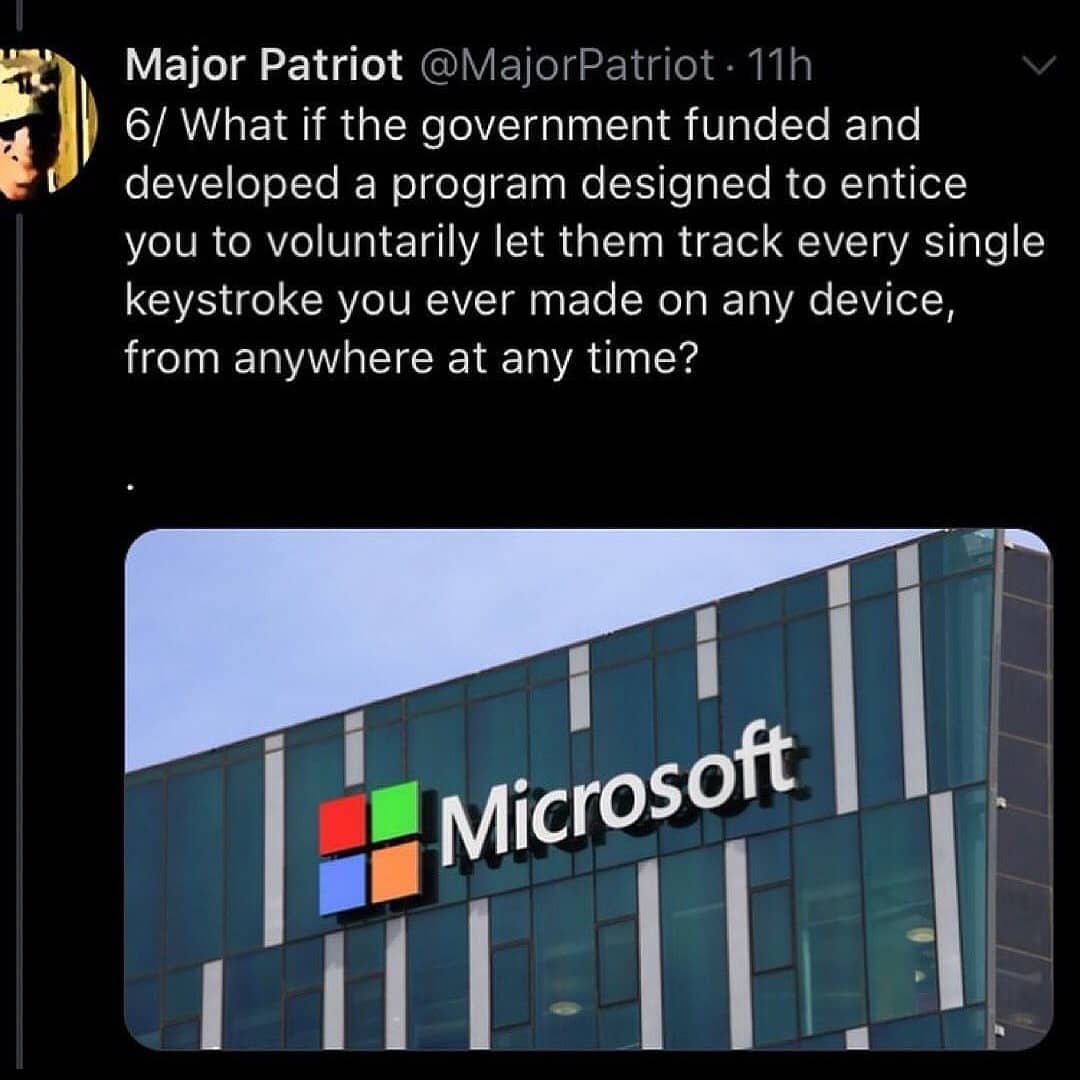 Major Patriot @MajorPatriot · 11h
6/ What if the government funded and
developed a program designed to entice
you to voluntarily let them track every single
keystroke you ever made on any device,
from anywhere at any time?
.
Microsoft